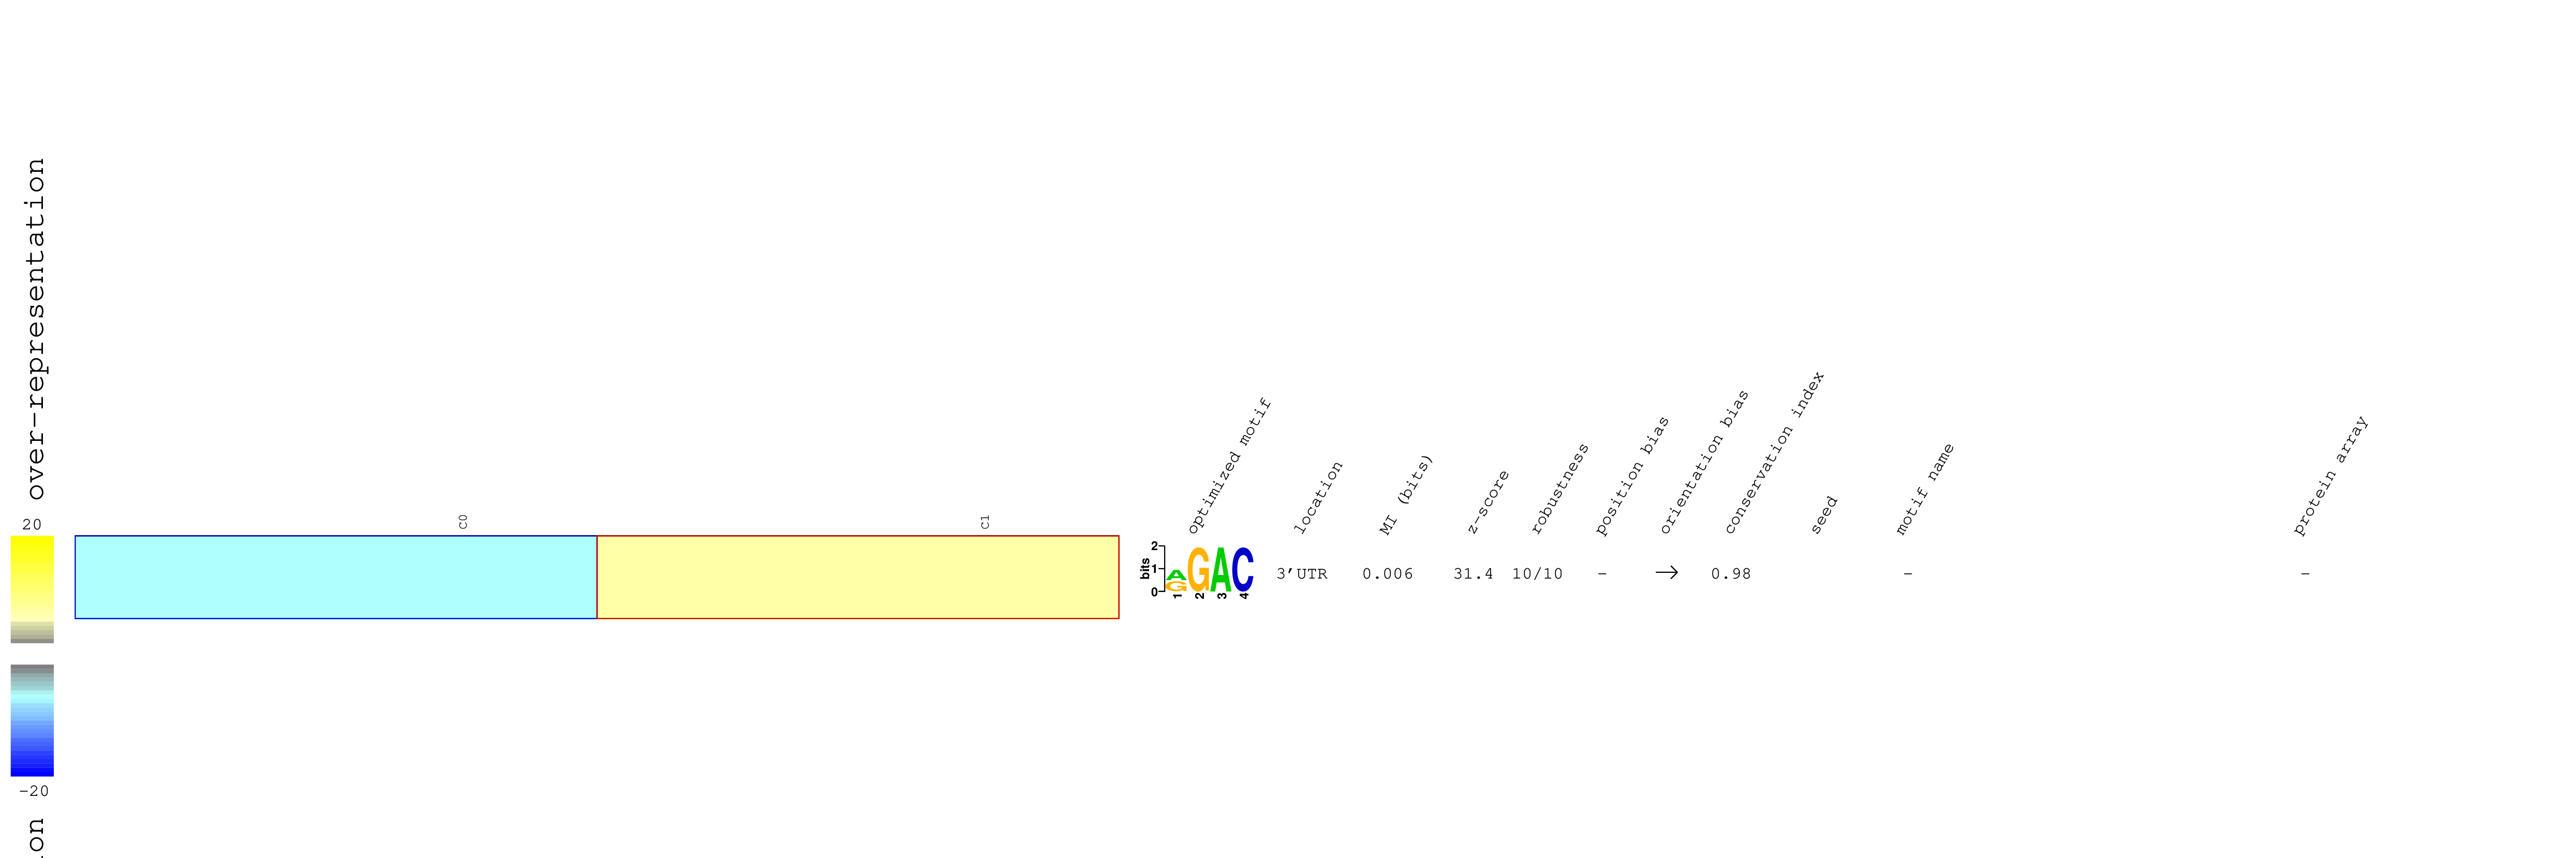 over-representation
20
-20
C0
C1
optimized motif
location
MI (bits)
z-score
robustness
position bias
orientation bias
conservation index
seed
motif name
protein array
bits
2
1
0
AGGAC
1 2 3 4
3'UTR 0.006 31.4 10/10 - → 0.98 - -
on